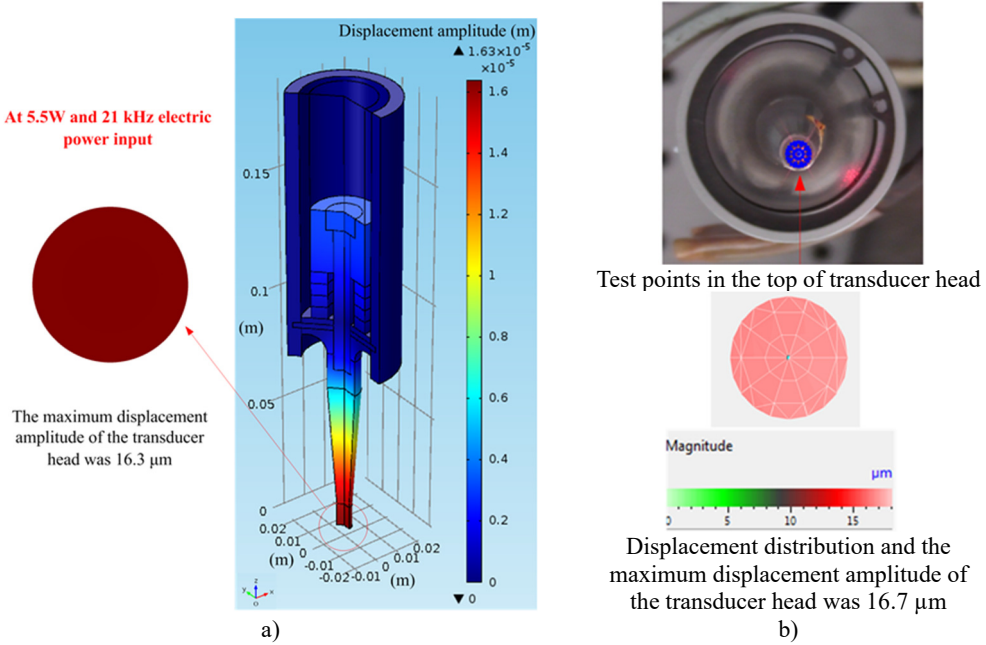 Displacement amplitude (m)
▲ 1.63×10⁻⁵
×10⁻⁵
At 5.5W and 21 kHz electric
power input
1.6
1.4
1.2
1
0.8
0.6
0.4
0.2
0
▼ 0
0.15
0.1
(m)
0.05
0
0.02
0.01
0
-0.01
-0.02
(m)
-0.01
0
0.01
0.02
(m)
z
y
x
o
The maximum displacement
amplitude of the transducer
head was 16.3 µm
a)
Test points in the top of transducer head
Magnitude
µm
0 5 10 15
Displacement distribution and the
maximum displacement amplitude of
the transducer head was 16.7 µm
b)